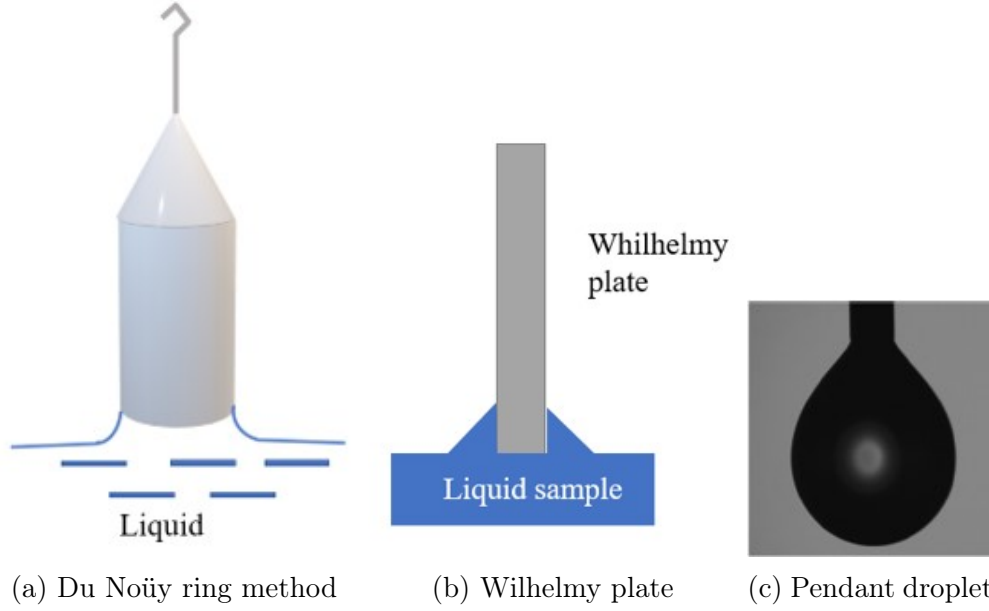 Whilhelmy
plate
Liquid sample
Liquid
(a) Du Noüy ring method
(b) Wilhelmy plate
(c) Pendant droplet